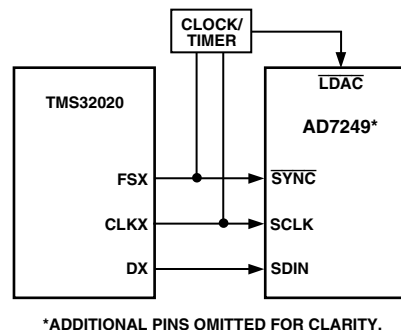 CLOCK/
TIMER
TMS32020
LDAC
AD7249*
FSX
SYNC
CLKX
SCLK
DX
SDIN
*ADDITIONAL PINS OMITTED FOR CLARITY.